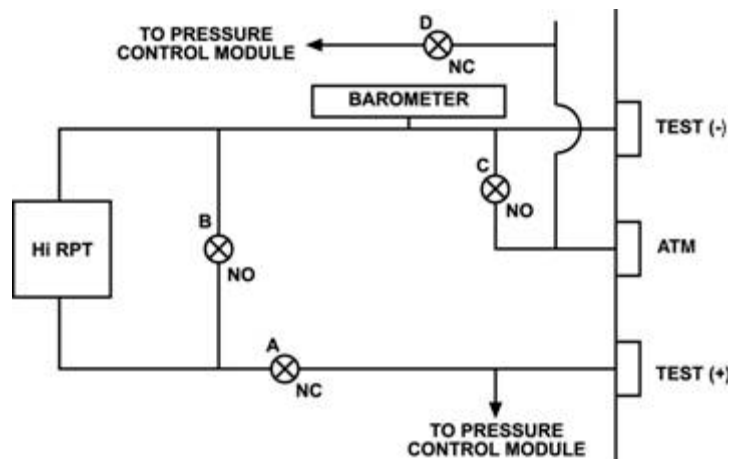 D
TO PRESSURE
CONTROL MODULE
NC
BAROMETER
TEST (-)
C
NO
B
Hi RPT
NO
ATM
A
NC
TEST (+)
TO PRESSURE
CONTROL MODULE